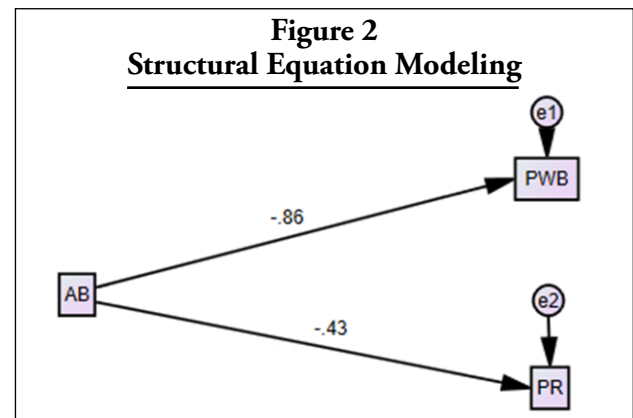 Figure 2
Structural Equation Modeling
e1
PWB
-.86
AB
e2
-.43
PR